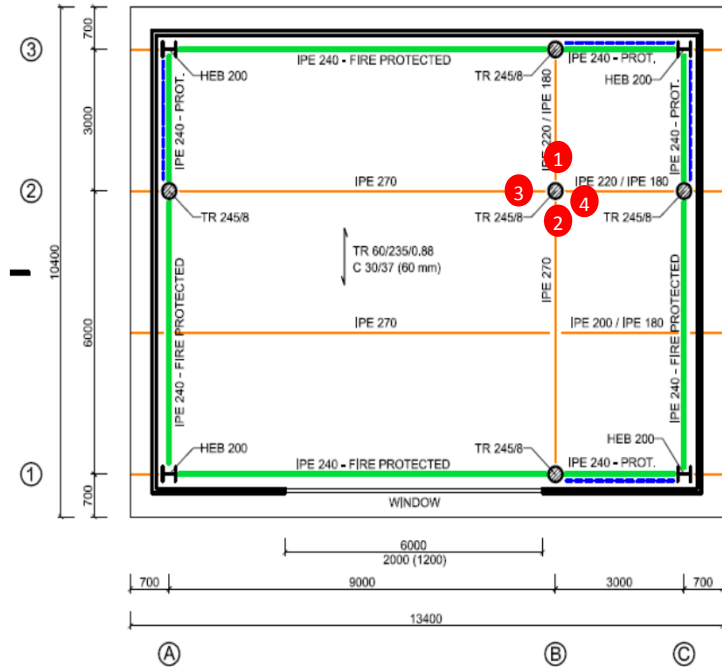 700
3
IPE 240 - FIRE PROTECTED
IPE 240 - PROT.
HEB 200
TR 245/8
HEB 200
IPE 240 - PROT.
IPE 220 / IPE 180
IPE 240 - PROT.
3000
1
2
IPE 270
3
4
IPE 220 / IPE 180
TR 245/8
TR 245/8
TR 245/8
2
TR 60/235/0.88
C 30/37 (60 mm)
10400
IPE 270
IPE 240 - FIRE PROTECTED
IPE 240 - FIRE PROTECTED
6000
IPE 270
IPE 200 / IPE 180
HEB 200
TR 245/8
HEB 200
1
IPE 240 - FIRE PROTECTED
IPE 240 - PROT.
700
WINDOW
6000
2000 (1200)
700
9000
3000
700
13400
A
B
C